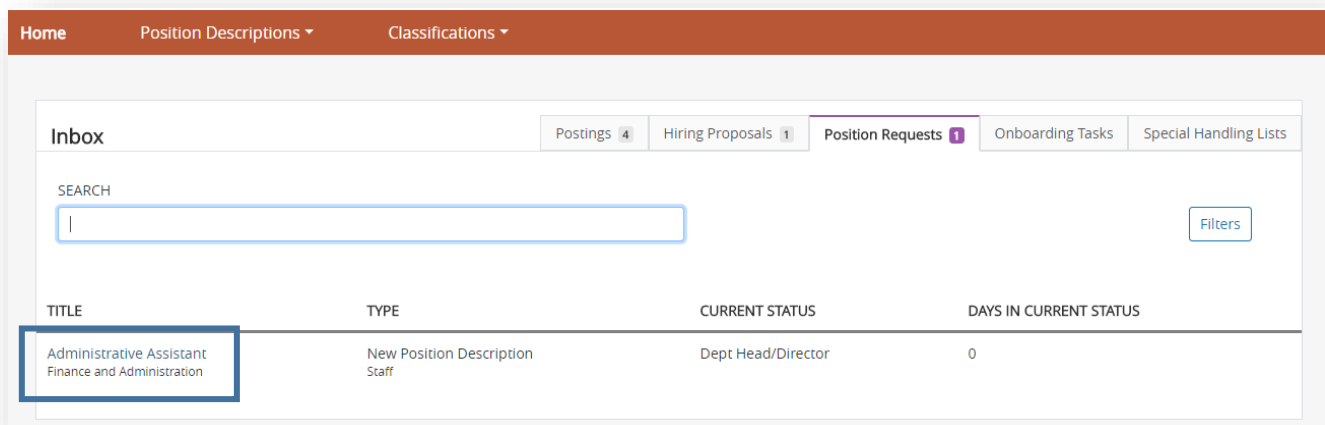 Home Position Descriptions Classifications
Inbox Postings 4 Hiring Proposals 1 Position Requests 1 Onboarding Tasks Special Handling Lists
SEARCH
Filters
TITLE TYPE CURRENT STATUS DAYS IN CURRENT STATUS
Administrative Assistant New Position Description Dept Head/Director 0
Finance and Administration Staff